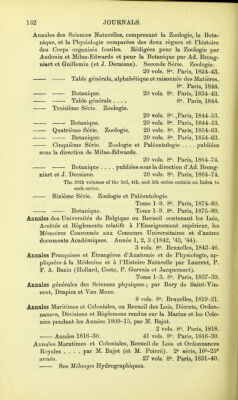 132 JOURNALS.
Annales des Sciences Naturelles, comprenant la Zoologie, la Bota-
nique, et la Physiologie comparées des deux règnes et l'histoire
des Corps organisés fossiles. Rédigées pour la Zoologie par
Audouin et Milne-Edwards et pour la Botanique par Ad. Brong-
niart et Guillemin (et J. Decaisne). Seconde Série. Zoologie.
20 vols. 8º. Paris, 1824-43.
—— —— Table générale, alphabétique et raisonnée des Matières.
8º. Paris, 1844.
—— —— Botanique. 20 vols. 8º. Paris, 1834-43.
—— —— Table générale . . . . 8º. Paris, 1844.
—— Troisième Série. Zoologie.
20 vols. 8º. Paris, 1844-53.
—— —— Botanique. 20 vols. 8º. Paris, 1844-53.
—— Quatrième Série. Zoologie. 20 vols. 8º. Paris, 1854-63.
—— —— Botanique. 20 vols. 8º. Paris, 1854-63.
—— Cinquième Série. Zoologie et Paléontologie . . . . publiées
sous la direction de Milne-Edwards.
20 vols. 8º. Paris, 1864-74.
—— —— Botanique . . . . publiées sous la direction d'Ad. Brong-
niart et J. Decaisne. 20 vols. 8º. Paris, 1864-74.
The 20th volumes of the 3rd, 4th, and 5th series contain an Index to
each series.
—— Sixième Série. Zoologie et Paléontologie.
Tome 1-9. 8º. Paris, 1874-80.
—— —— Botanique. Tome 1-9. 8º. Paris, 1875-80.
Annales des Universités de Belgique ou Recueil contenant les Lois,
Arrêtés et Règlements relatifs à l'Enseignement supérieur, les
Mémoires Couronnés aux Concours Universitaires et d'autres
documents Académiques. Année 1, 2, 3 (1842, '43, '44).
3 vols. 8º. Bruxelles, 1843-46.
Annales Françaises et Étrangères d'Anatomie et de Physiologie, ap-
pliquées à la Médecine et à l'Histoire Naturelle par Laurent, P.
F. A. Bazin (Hollard, Coste, P. Gervais et Jacquemart).
Tome 1-3. 8º. Paris, 1837-39.
Annales générales des Sciences physiques; par Bory de Saint-Vin-
cent, Drapiez et Van Mons.
8 vols. 8º. Bruxelles, 1819-21.
Annales Maritimes et Coloniales, ou Recueil des Lois, Décrets, Ordon-
nances, Décisions et Règlemens rendus sur la Marine et les Colo-
nies pendant les Années 1809-15, par M. Bajot.
2 vols. 8º. Paris, 1818.
—— Années 1816-30. 41 vols. 8º. Paris, 1816-30.
Annales Maritimes et Coloniales, Recueil de Lois et Ordonnances
Royales . . . . par M. Bajot (et M. Poirré). 2º série, 16º-25º
année. 27 vols. 8º. Paris, 1831-40.
—— See Mélanges Hydrographiques.